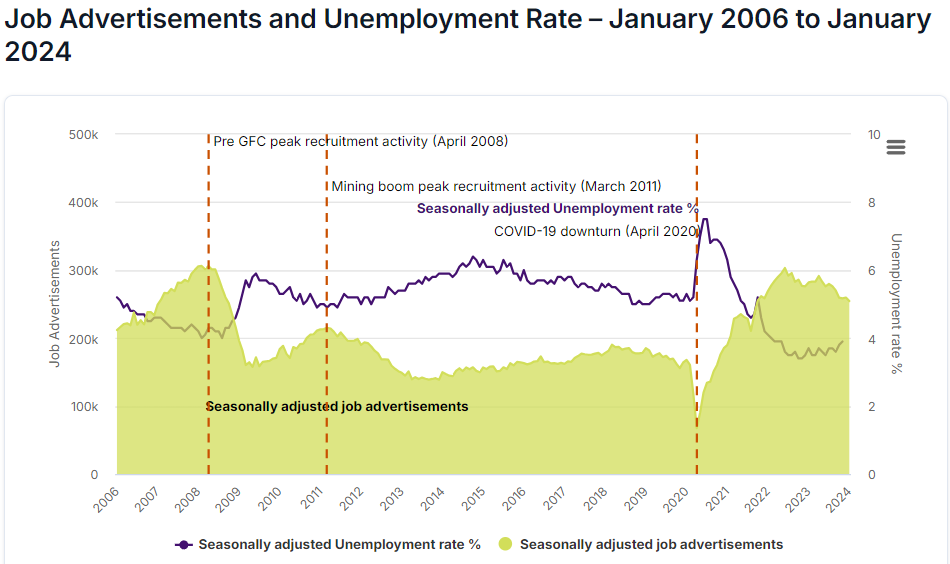 Job Advertisements and Unemployment Rate – January 2006 to January
2024
500k
400k
300k
200k
100k
0
Job Advertisements
10
8
6
4
2
0
Unemployment rate %
Pre GFC peak recruitment activity (April 2008)
Mining boom peak recruitment activity (March 2011)
Seasonally adjusted Unemployment rate %
COVID-19 downturn (April 2020)
Seasonally adjusted job advertisements
2006
2007
2008
2009
2010
2011
2012
2013
2014
2015
2016
2017
2018
2019
2020
2021
2022
2023
2024
Seasonally adjusted Unemployment rate %
Seasonally adjusted job advertisements